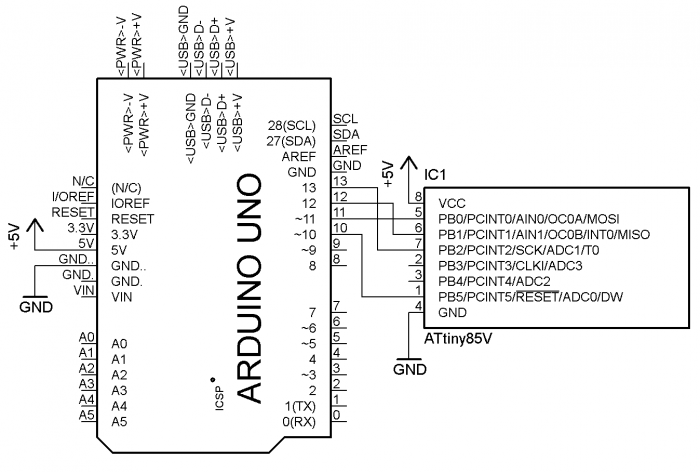 <PWR>-V
<PWR>+V
<USB>GND
<USB>D-
<USB>D+
<USB>+V
<PWR>-V
<PWR>+V
<USB>GND
<USB>D-
<USB>D+
<USB>+V
N/C
I/OREF
RESET
3.3V
5V
GND..
GND.
VIN
+5V
GND
(N/C)
IOREF
RESET
3.3V
5V
GND..
GND.
VIN
A0
A1
A2
A3
A4
A5
A0
A1
A2
A3
A4
A5
ARDUINO UNO
ICSP
28(SCL)
27(SDA)
AREF
GND
13
12
~11
~10
~9
8
7
~6
~5
4
~3
2
1(TX)
0(RX)
SCL
SDA
AREF
GND
13
12
11
10
9
8
7
6
5
4
3
2
1
0
+5V
IC1
8
5
6
7
2
3
1
4
VCC
PB0/PCINT0/AIN0/OC0A/MOSI
PB1/PCINT1/AIN1/OC0B/INT0/MISO
PB2/PCINT2/SCK/ADC1/T0
PB3/PCINT3/CLKI/ADC3
PB4/PCINT4/ADC2
PB5/PCINT5/RESET/ADC0/DW
GND
ATtiny85V
GND